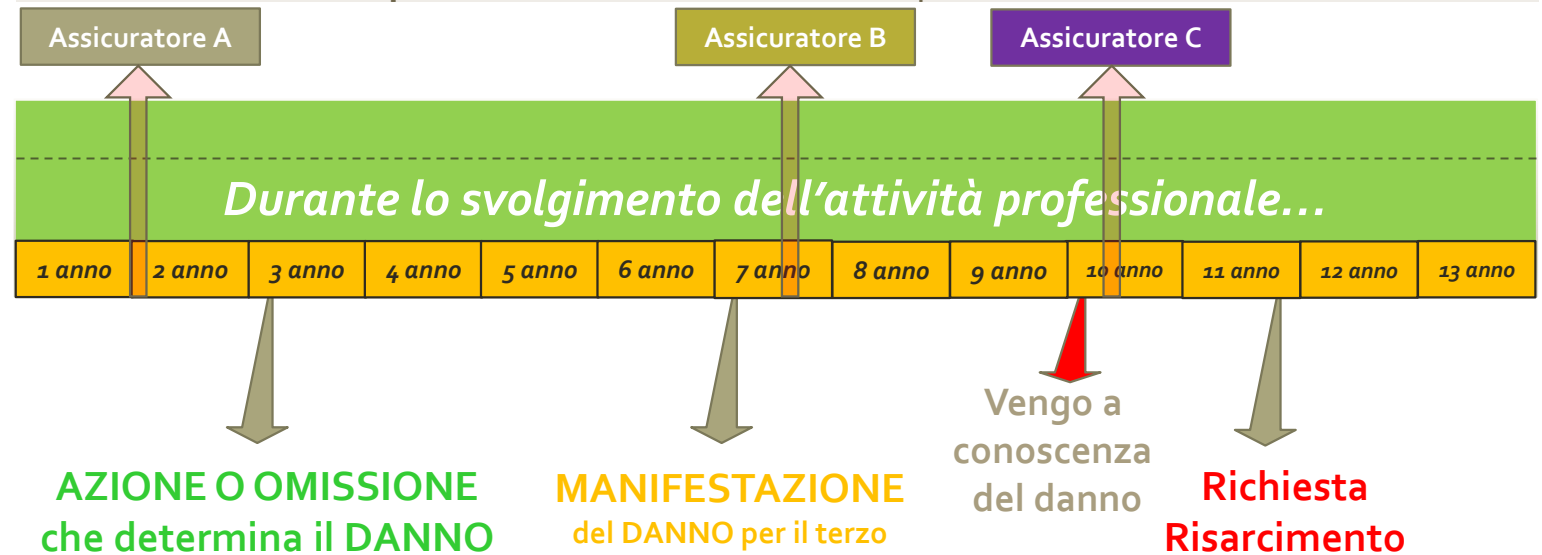 Assicuratore A
Assicuratore B
Assicuratore C
Durante lo svolgimento dell'attività professionale...
1 anno
2 anno
3 anno
4 anno
5 anno
6 anno
7 anno
8 anno
9 anno
10 anno
11 anno
12 anno
13 anno
AZIONE O OMISSIONE
che determina il DANNO
MANIFESTAZIONE
del DANNO per il terzo
Vengo a
conoscenza
del danno
Richiesta
Risarcimento